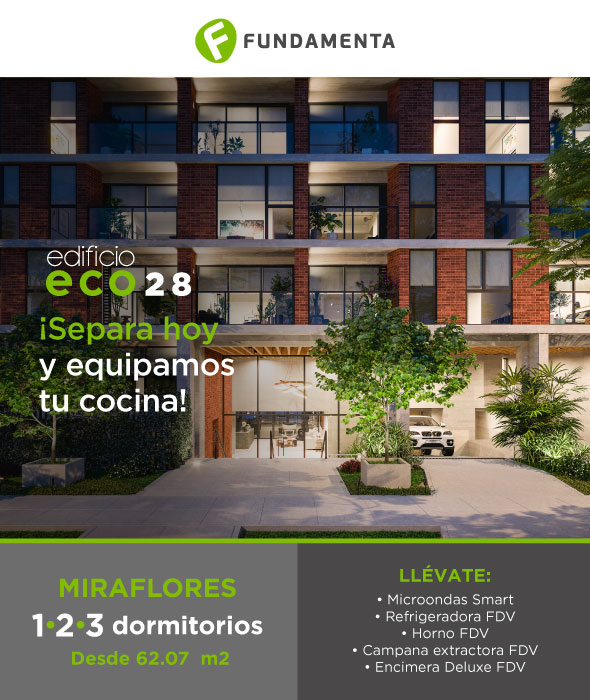 FUNDAMENTA
edificio
eco 28
¡Separa hoy
y equipamos
tu cocina!
MIRAFLORES
1•2•3 dormitorios
Desde 62.07 m2
LLÉVATE:
• Microondas Smart
• Refrigeradora FDV
• Horno FDV
• Campana extractora FDV
• Encimera Deluxe FDV